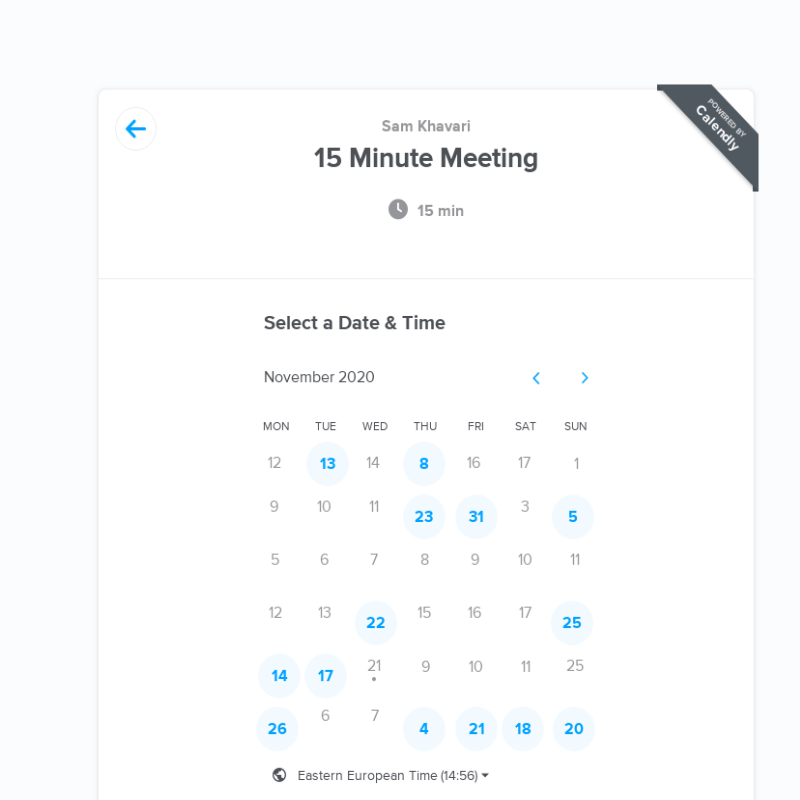 POWERED BY
Calendly
Sam Khavari
15 Minute Meeting
15 min
Select a Date & Time
November 2020
MON TUE WED THU FRI SAT SUN
12 13 14 8 16 17 1
9 10 11 23 31 3 5
5 6 7 8 9 10 11
12 13 22 15 16 17 25
14 17 21 9 10 11 25
26 6 7 4 21 18 20
Eastern European Time (14:56)